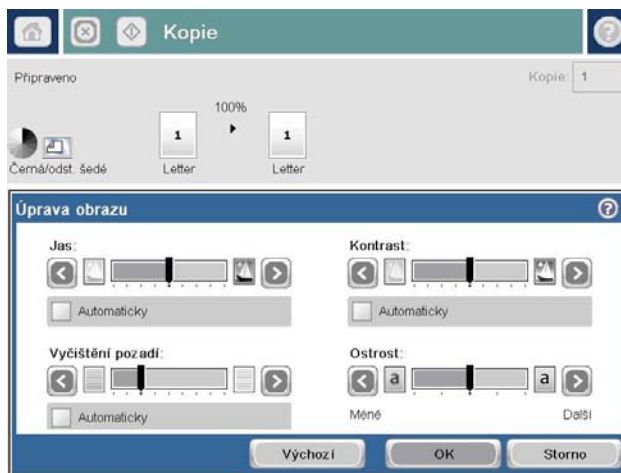 Kopie
Připraveno
Kopie: 1
100%
1
1
Černá/odst. šedé
Letter
Letter
Úprava obrazu
Jas:
Kontrast:
Automaticky
Automaticky
Vyčištění pozadí:
Ostrost:
a
a
Automaticky
Méně
Další
Výchozí
OK
Storno